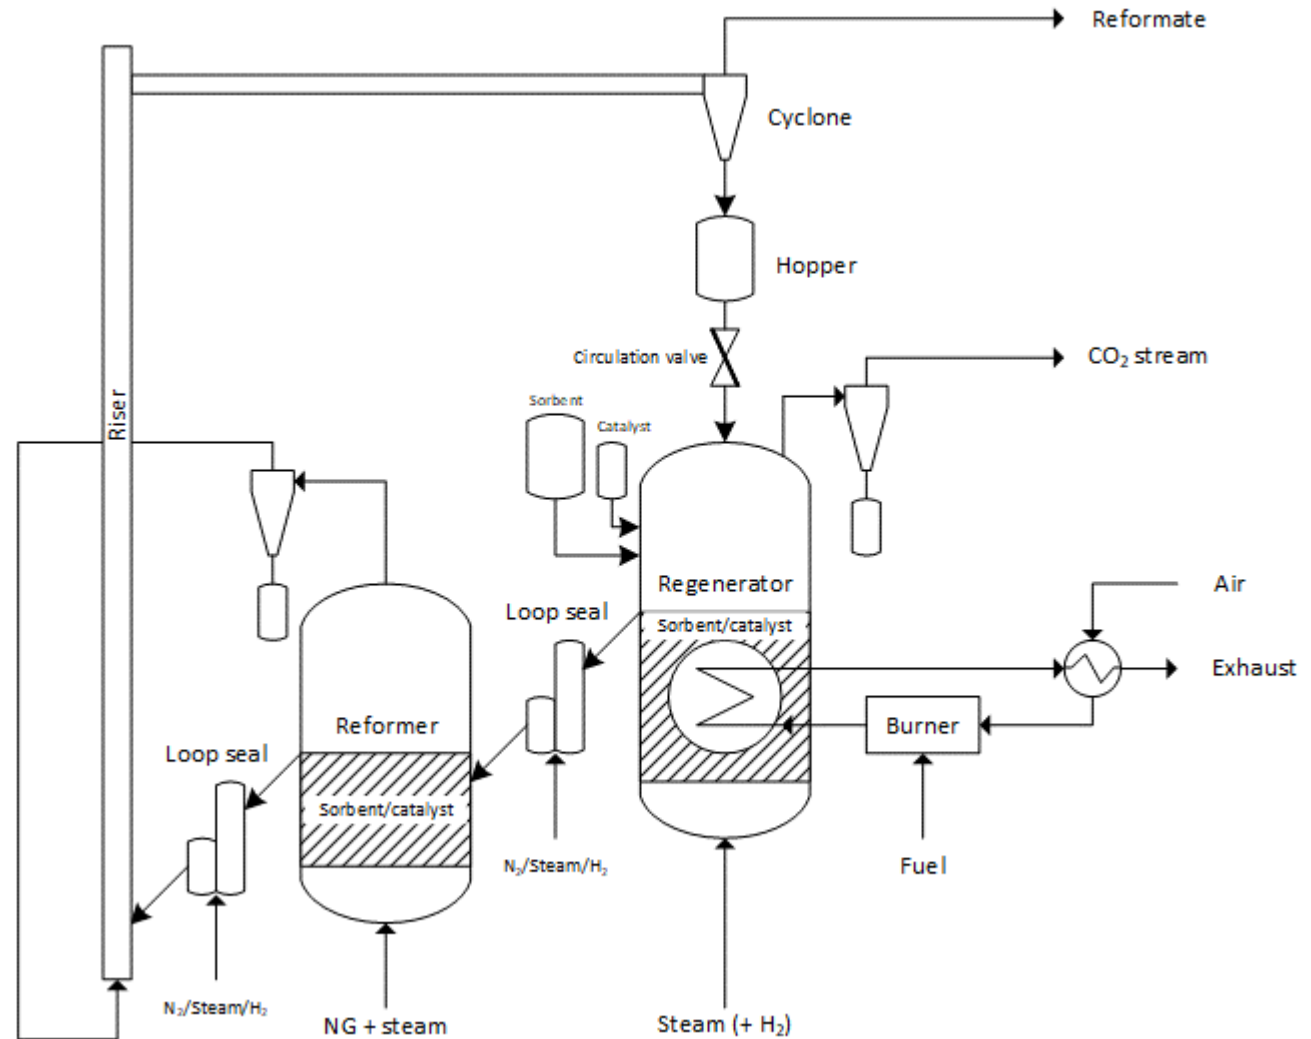 Reformate
Cyclone
Hopper
Circulation valve
CO₂ stream
Riser
Sorbent
Catalyst
Regenerator
Air
Loop seal
Sorbent/catalyst
Exhaust
Reformer
Burner
Loop seal
Sorbent/catalyst
N₂/Steam/H₂
Fuel
N₂/Steam/H₂
NG + steam
Steam (+ H₂)